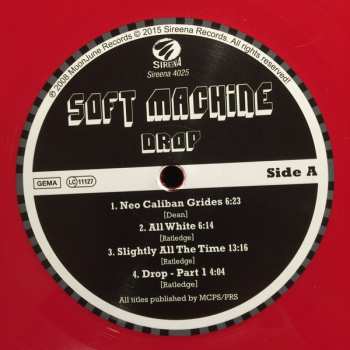 ℗2008 MoonJune Records © 2015 Sireena Records. All rights reserved!
SIREENA
Sireena 4025
SOFT MACHINE
DROP
GEMA
LC 11127
Side A
1. Neo Caliban Grides 6:23
[Dean]
2. All White 6:14
[Ratledge]
3. Slightly All The Time 13:16
[Ratledge]
4. Drop - Part 1 4:04
[Ratledge]
All titles published by MCPS/PRS